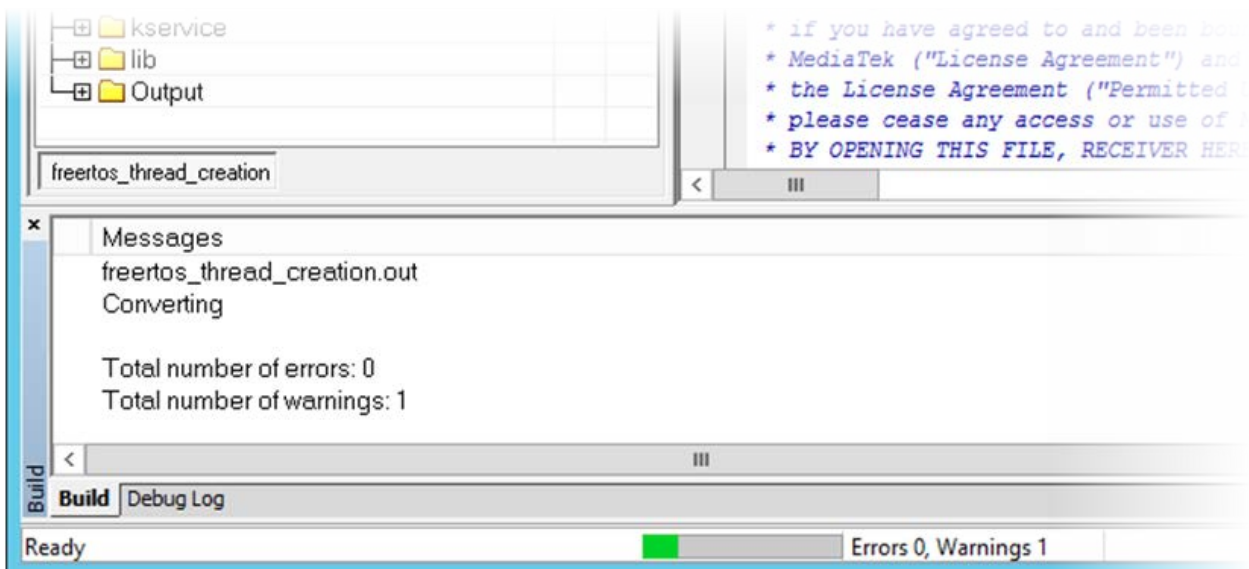 kservice
lib
Output
freertos_thread_creation
* if you have agreed to and been
* MediaTek ("License Agreement") and
* the License Agreement ("Permitted
* please cease any access or use of
* BY OPENING THIS FILE, RECEIVER HERE
Messages
freertos_thread_creation.out
Converting
Total number of errors: 0
Total number of warnings: 1
Build
Build Debug Log
Ready Errors 0, Warnings 1